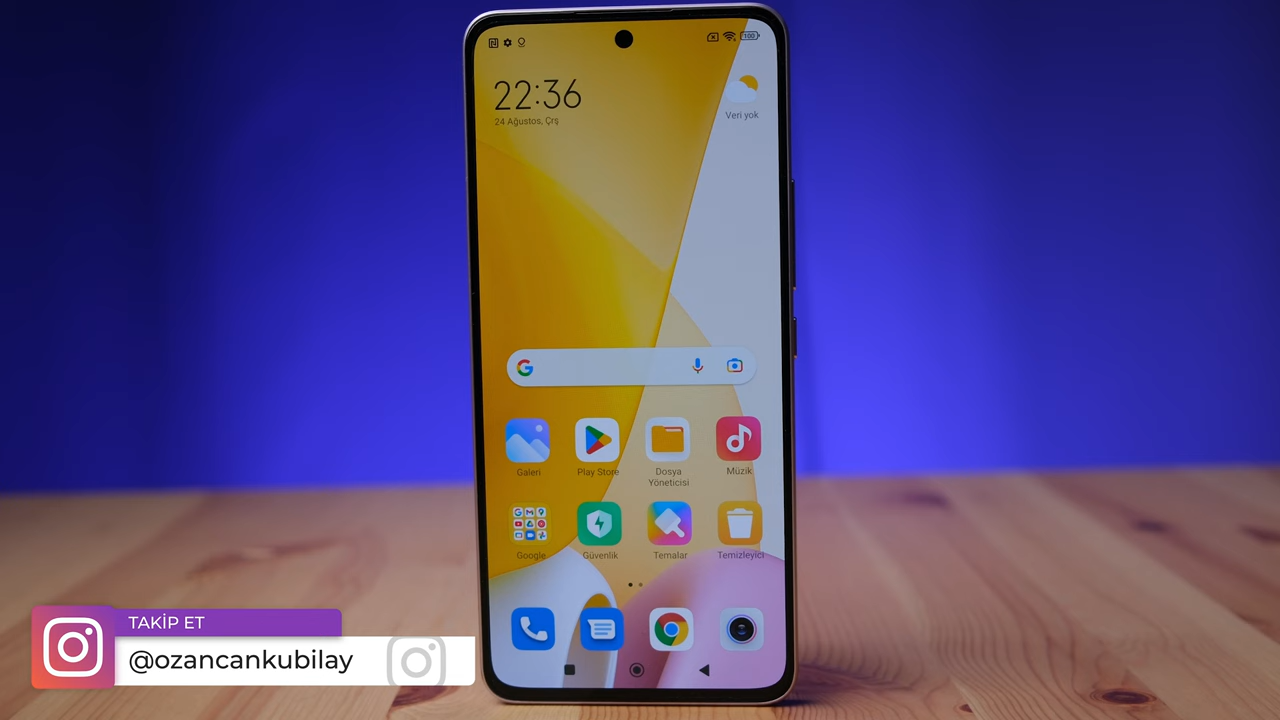 100
22:36
24 Ağustos, Çrş
Veri yok
Galeri
Play Store
Dosya
Yöneticisi
Müzik
Google
Güvenlik
Temalar
Temizleyici
TAKİP ET
@ozancankubilay